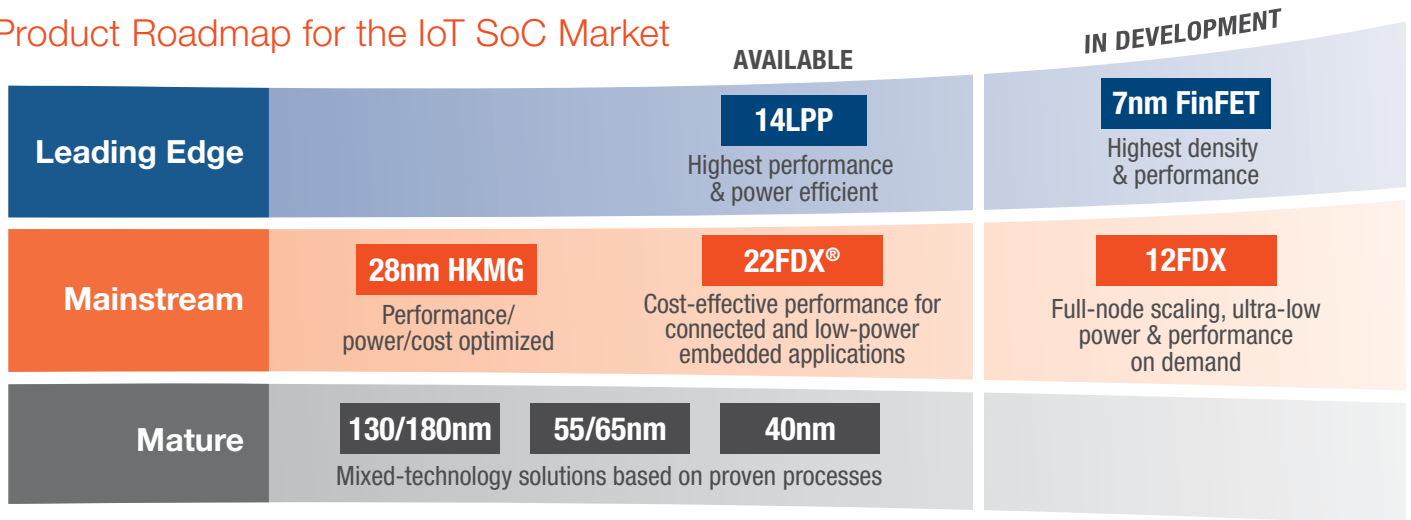 Product Roadmap for the IoT SoC Market
AVAILABLE
IN DEVELOPMENT
Leading Edge
14LPP
Highest performance
& power efficient
7nm FinFET
Highest density
& performance
Mainstream
28nm HKMG
Performance/
power/cost optimized
22FDX®
Cost-effective performance for
connected and low-power
embedded applications
12FDX
Full-node scaling, ultra-low
power & performance
on demand
Mature
130/180nm
55/65nm
40nm
Mixed-technology solutions based on proven processes